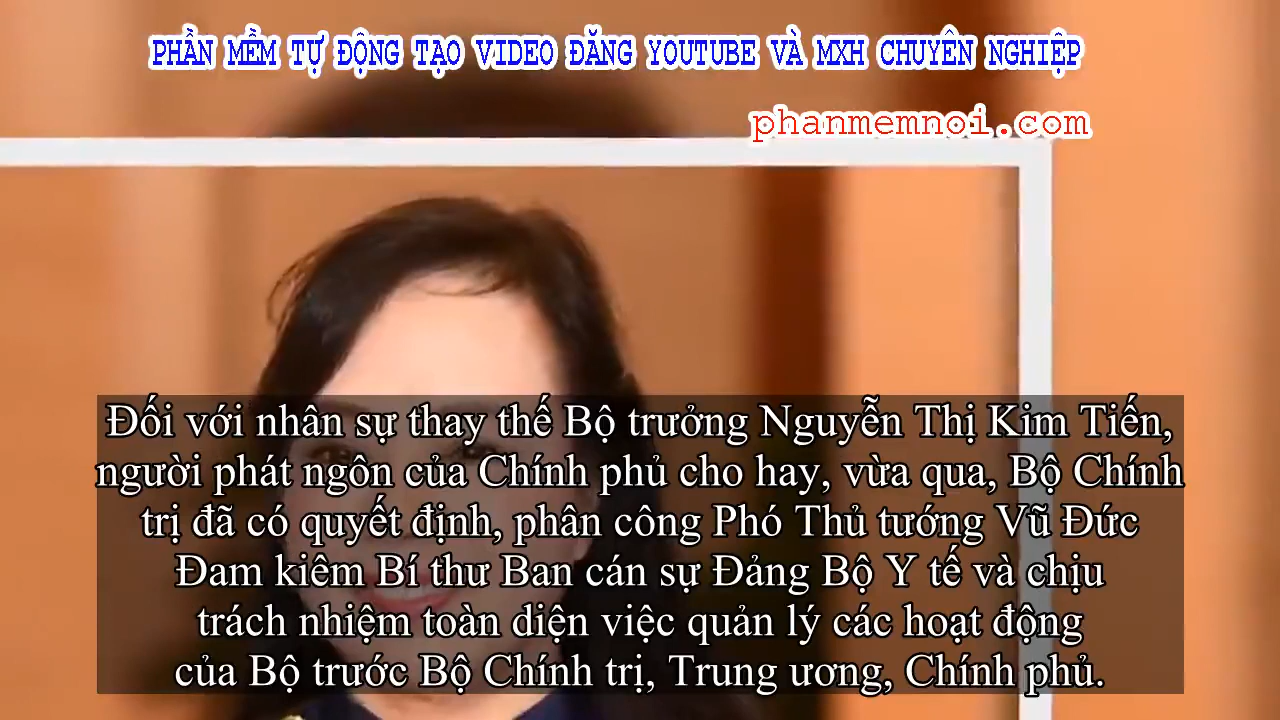 PHẦN MỀM TỰ ĐỘNG TẠO VIDEO ĐĂNG YOUTUBE VÀ MXH CHUYÊN NGHIỆP
phanmemnoi.com
Đối với nhân sự thay thế Bộ trưởng Nguyễn Thị Kim Tiến,
người phát ngôn của Chính phủ cho hay, vừa qua, Bộ Chính
trị đã có quyết định, phân công Phó Thủ tướng Vũ Đức
Đam kiêm Bí thư Ban cán sự Đảng Bộ Y tế và chịu
trách nhiệm toàn diện việc quản lý các hoạt động
của Bộ trước Bộ Chính trị, Trung ương, Chính phủ.